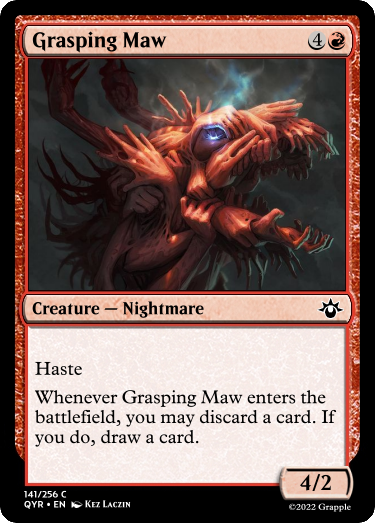 Grasping Maw 4
Creature — Nightmare
Haste
Whenever Grasping Maw enters the
battlefield, you may discard a card. If
you do, draw a card.
4/2
141/256 C
QYR • EN Kez Laczin
©2022 Grapple